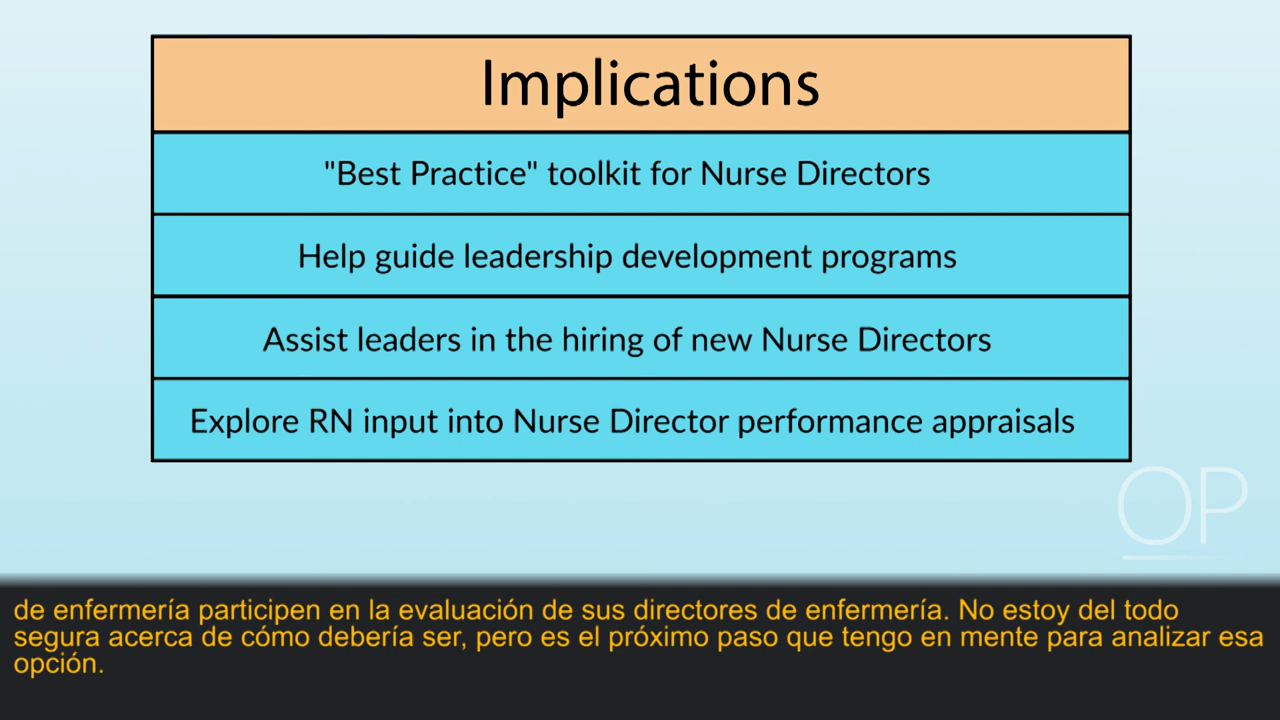 Implications
"Best Practice" toolkit for Nurse Directors
Help guide leadership development programs
Assist leaders in the hiring of new Nurse Directors
Explore RN input into Nurse Director performance appraisals
OP
de enfermería participen en la evaluación de sus directores de enfermería. No estoy del todo
segura acerca de cómo debería ser, pero es el próximo paso que tengo en mente para analizar esa
opción.